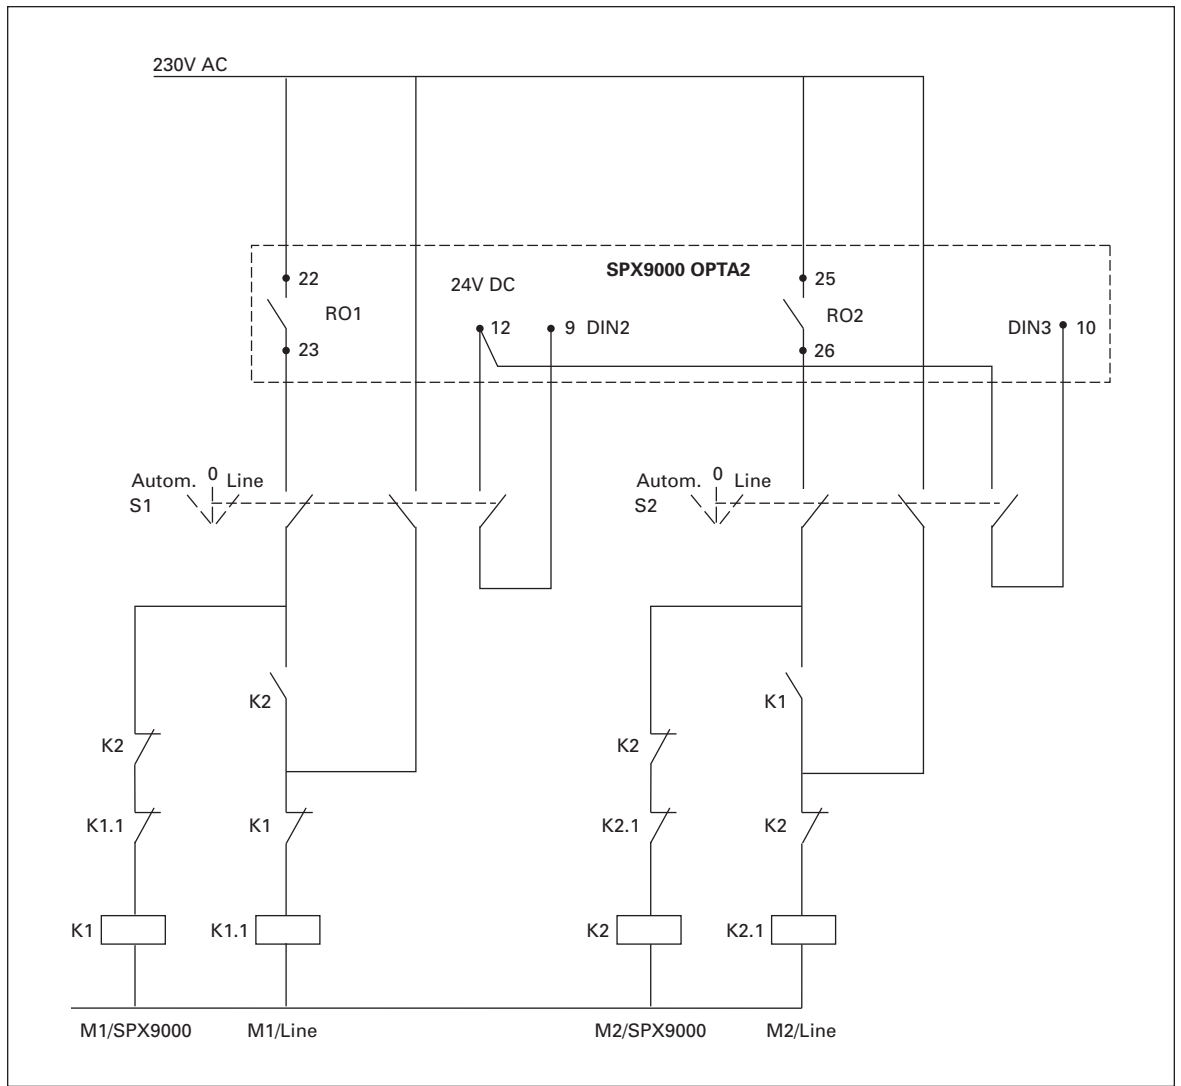 230V AC
SPX9000 OPTA2
22
24V DC
25
RO1
RO2
12
9 DIN2
DIN3 10
23
26
Autom. 0 Line
S1
Autom. 0 Line
S2
K2
K1
K2
K2
K1.1
K1
K2.1
K2
K1
K1.1
K2
K2.1
M1/SPX9000
M1/Line
M2/SPX9000
M2/Line